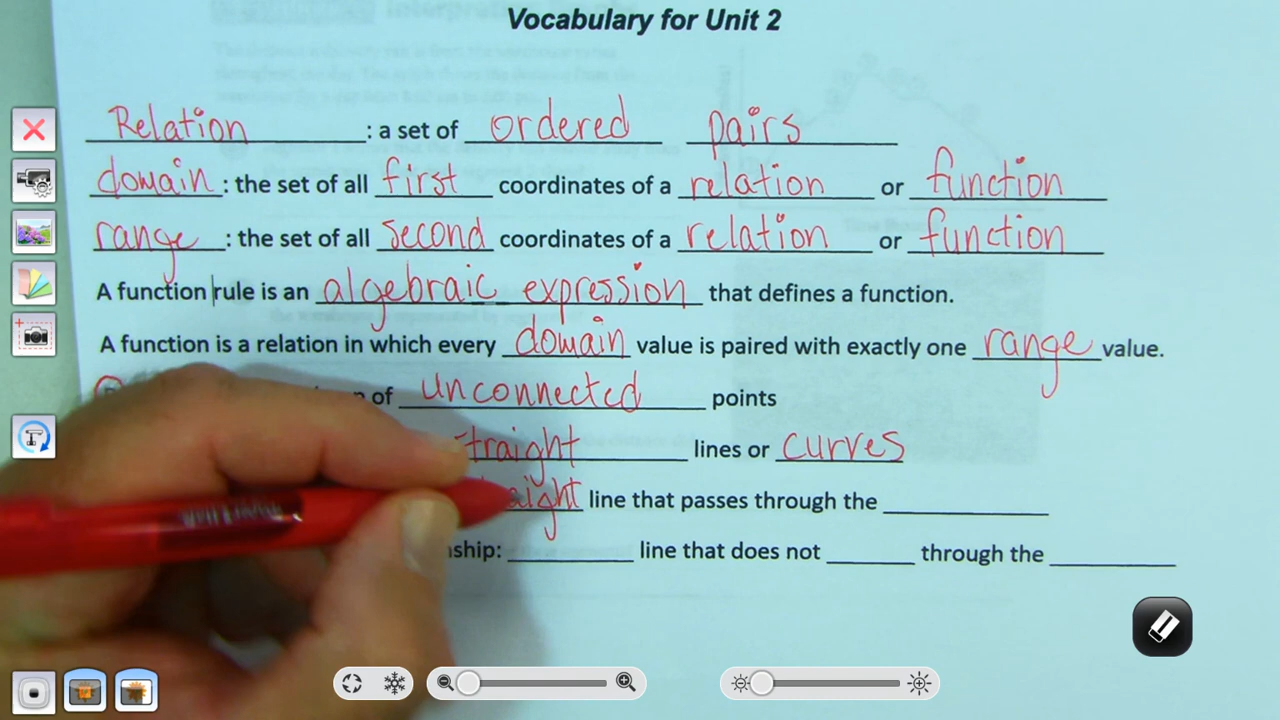 Vocabulary for Unit 2
Relation : a set of ordered pairs
domain : the set of all first coordinates of a relation or function
range : the set of all second coordinates of a relation or function
A function rule is an algebraic expression that defines a function.
A function is a relation in which every domain value is paired with exactly one range value.
of unconnected points
straight lines or curves
straight line that passes through the
line that does not through the